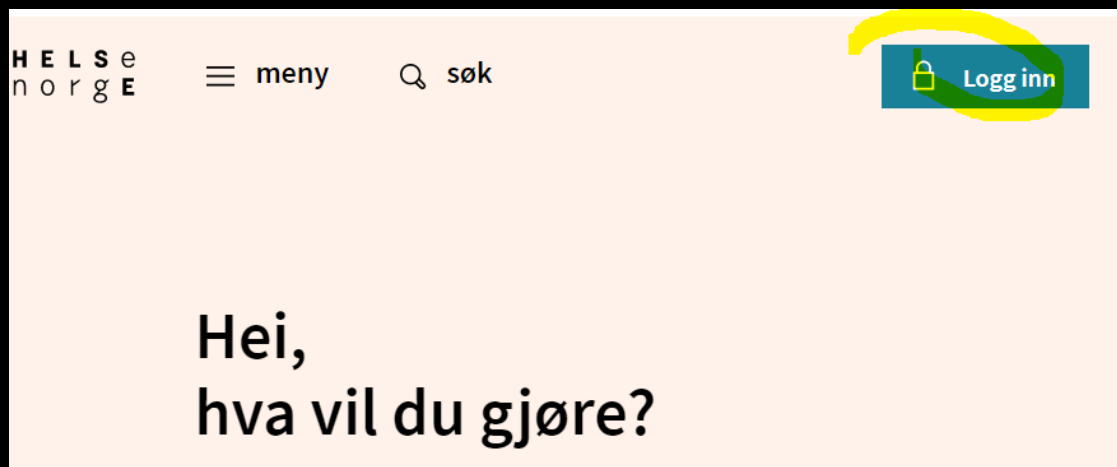 HELSe
norgE
meny
søk
Logg inn
Hei,
hva vil du gjøre?